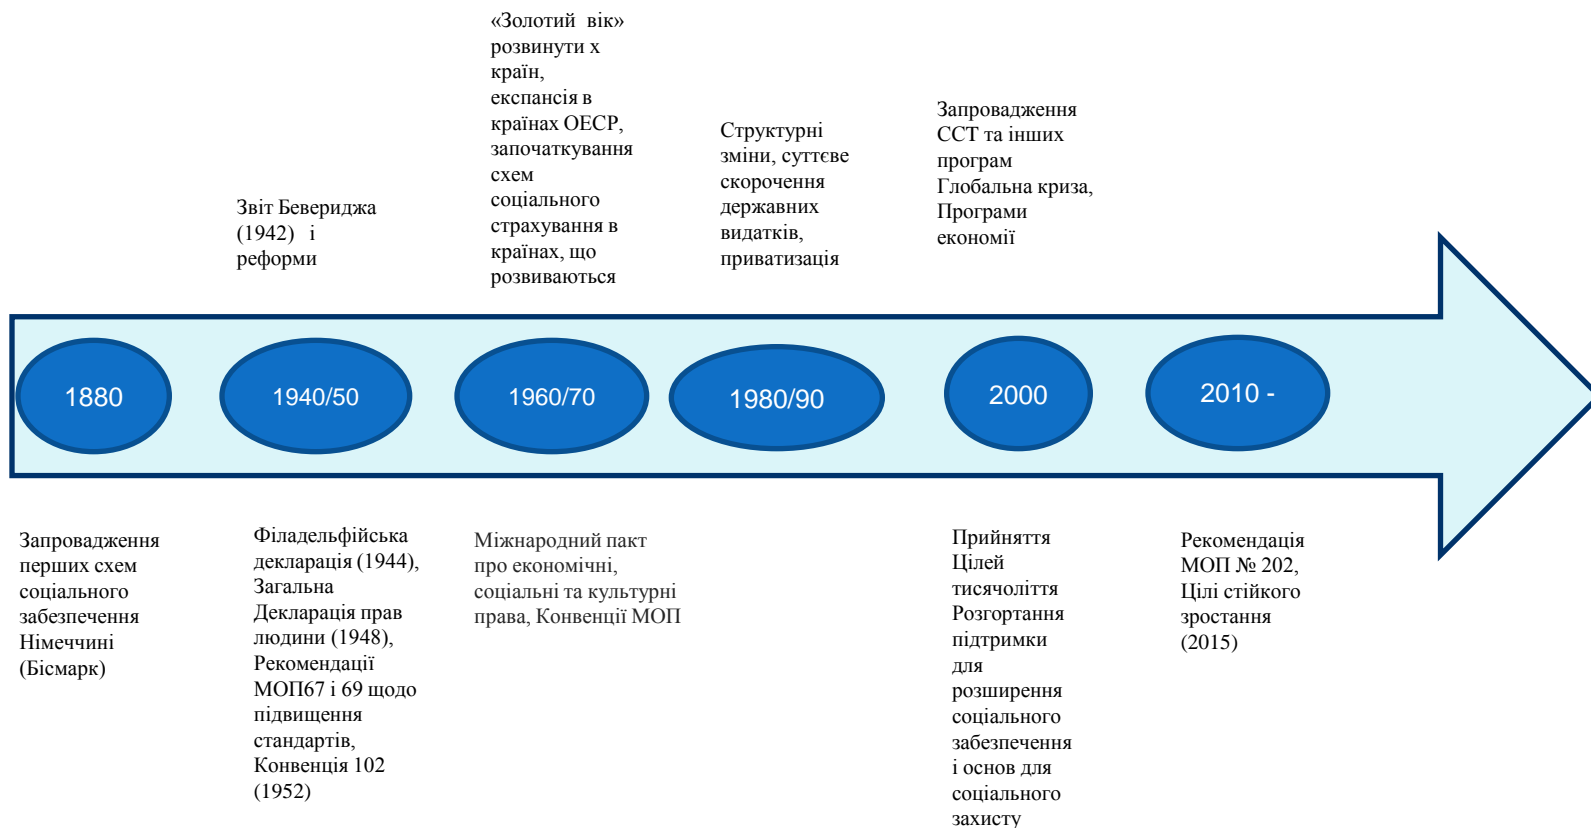 «Золотий вік»
розвинути х
країн,
експансія в
країнах ОЕСР,
започаткування
схем
соціального
страхування в
країнах, що
розвиваються
Звіт Бевериджа
(1942) і
реформи
Структурні
зміни, суттєве
скорочення
державних
видатків,
приватизація
Запровадження
ССТ та інших
програм
Глобальна криза,
Програми
економії
1880
1940/50
1960/70
1980/90
2000
2010 -
Запровадження
перших схем
соціального
забезпечення
Німеччині
(Бісмарк)
Філадельфійська
декларація (1944),
Загальна
Декларація прав
людини (1948),
Рекомендації
МОП67 і 69 щодо
підвищення
стандартів,
Конвенція 102
(1952)
Міжнародний пакт
про економічні,
соціальні та культурні
права, Конвенції МОП
Прийняття
Цілей
тисячоліття
Розгортання
підтримки
для
розширення
соціального
забезпечення
і основ для
соціального
захисту
Рекомендація
МОП № 202,
Цілі стійкого
зростання
(2015)